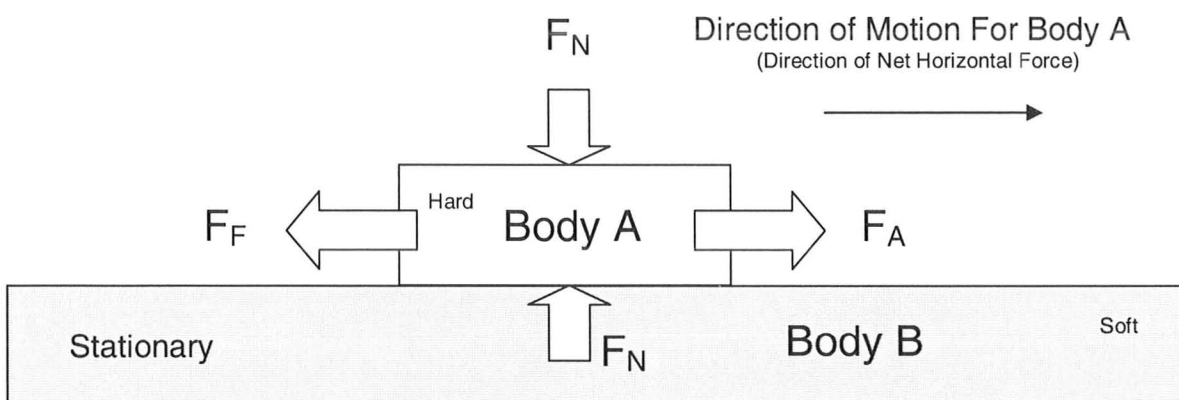 F_N
Direction of Motion For Body A
(Direction of Net Horizontal Force)
Hard
F_F
Body A
F_A
Stationary
F_N
Body B
Soft